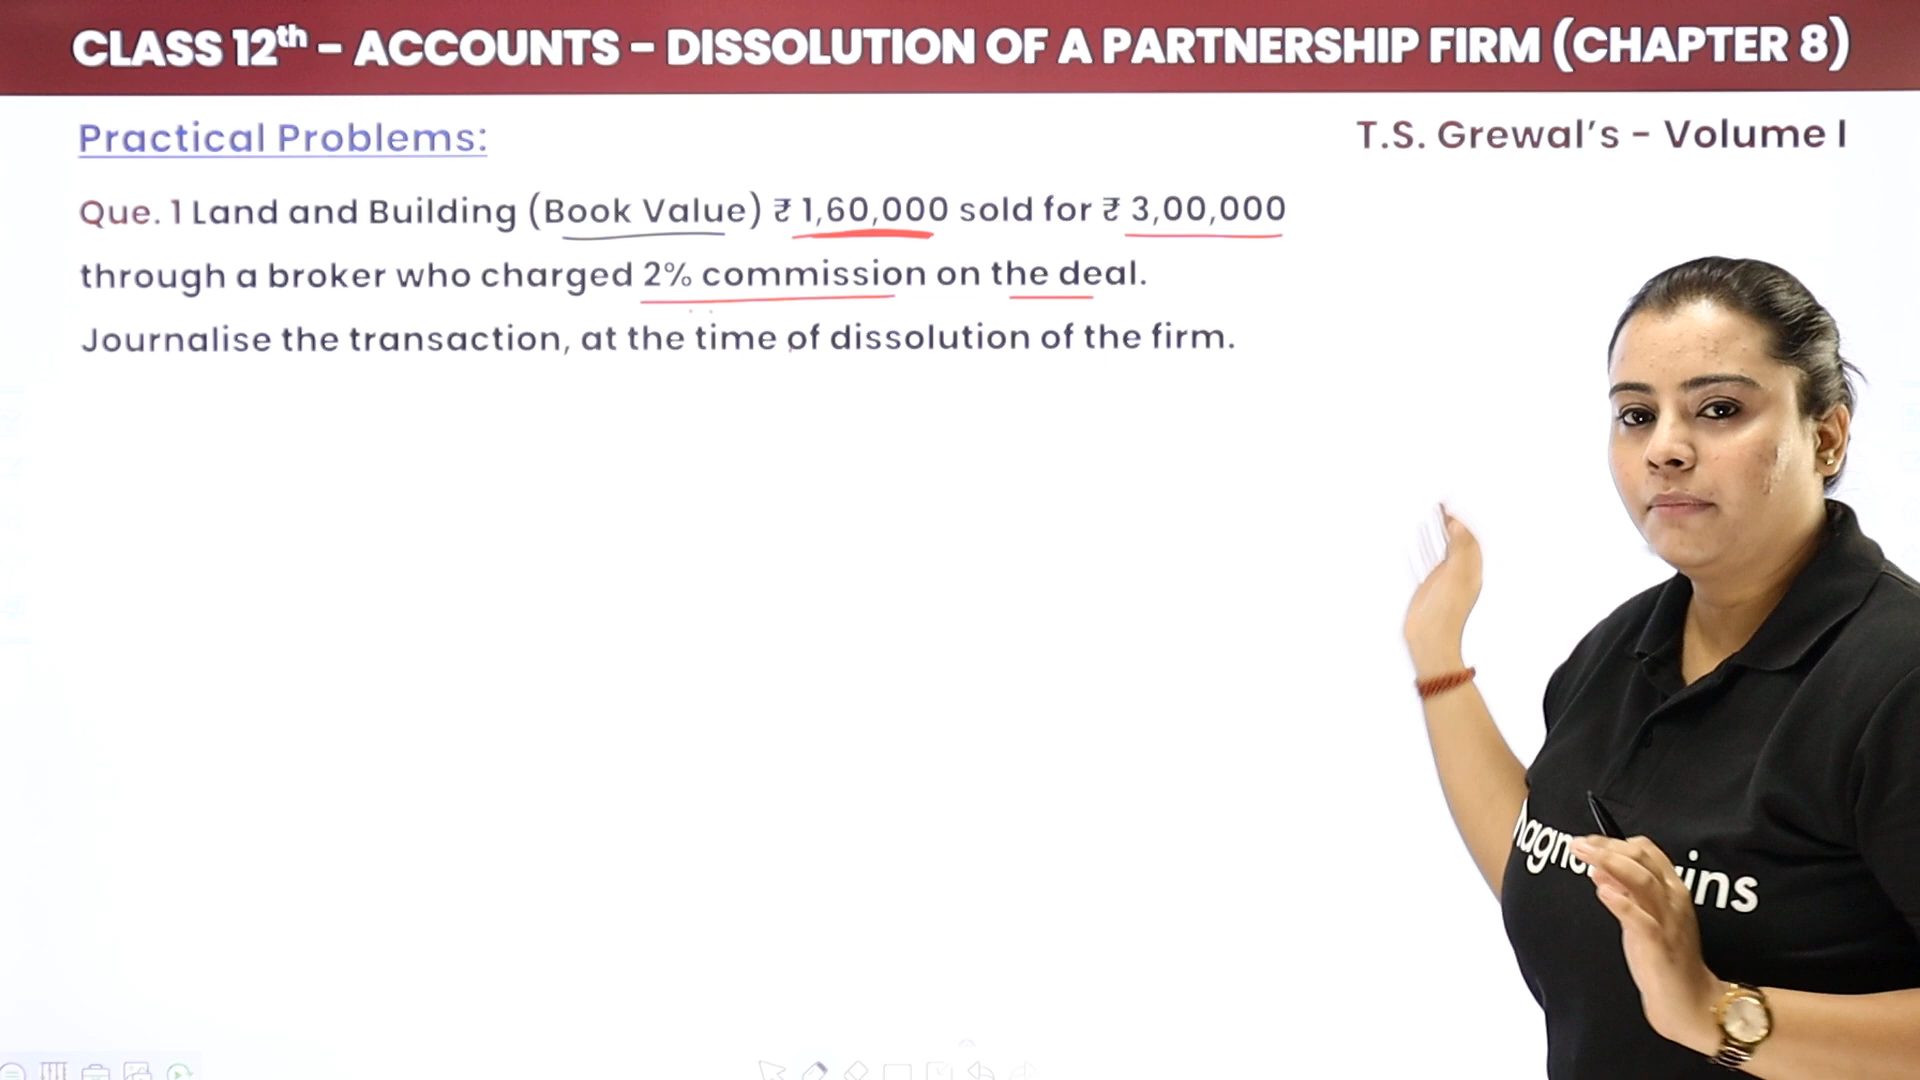 CLASS 12th – ACCOUNTS – DISSOLUTION OF A PARTNERSHIP FIRM (CHAPTER 8)
Practical Problems:
T.S. Grewal’s – Volume I
Que. 1 Land and Building (Book Value) ₹ 1,60,000 sold for ₹ 3,00,000
through a broker who charged 2% commission on the deal.
Journalise the transaction, at the time of dissolution of the firm.